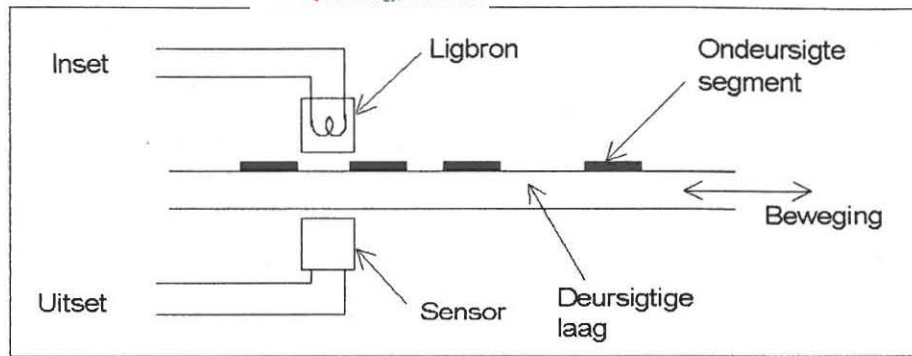 Inset
Ligbron
Ondeursigte
segment
Beweging
Uitset
Sensor
Deursigtige
laag